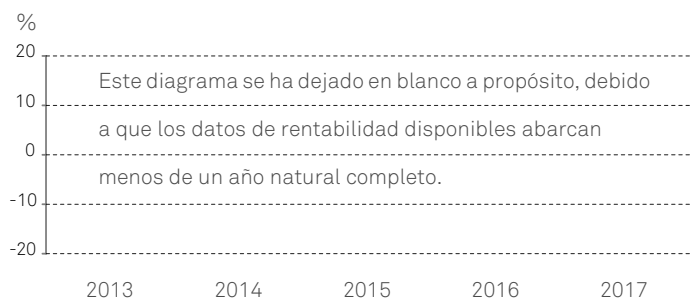 %
20
Este diagrama se ha dejado en blanco a propósito, debido
10
a que los datos de rentabilidad disponibles abarcan
0
menos de un año natural completo.
-10
-20
2013 2014 2015 2016 2017